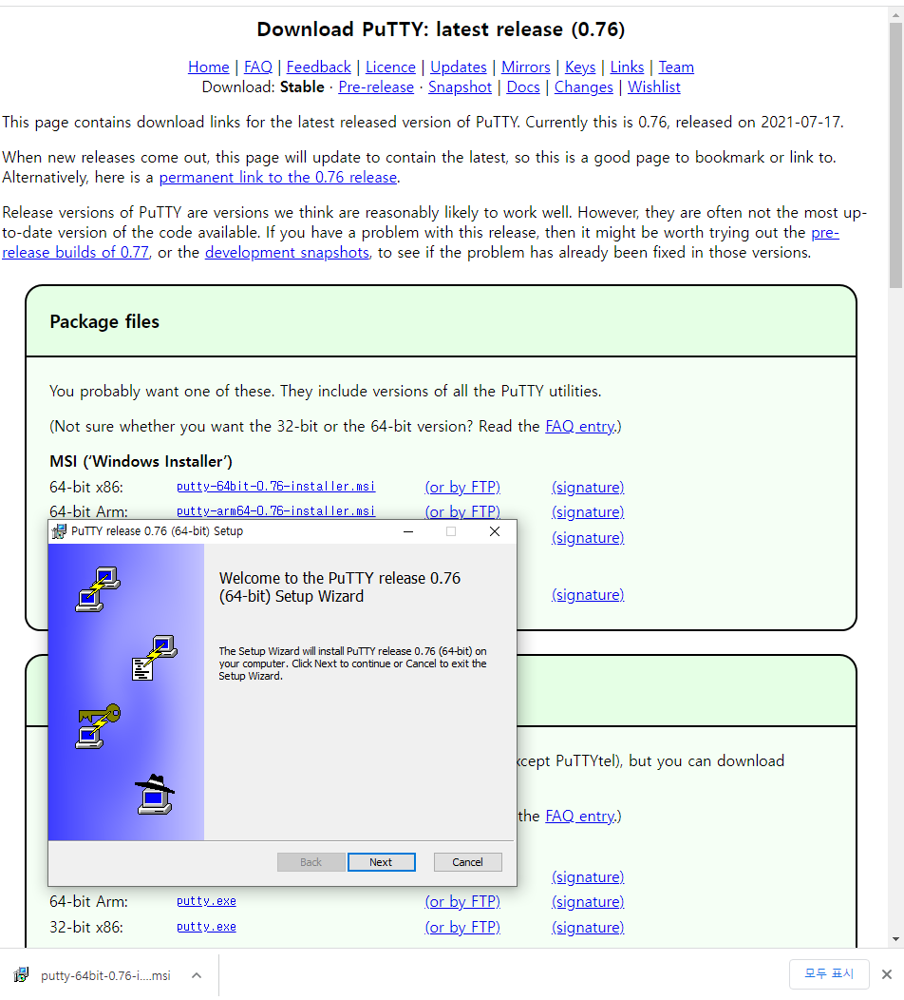 Download PuTTY: latest release (0.76)
Home | FAQ | Feedback | Licence | Updates | Mirrors | Keys | Links | Team
Download: Stable · Pre-release · Snapshot | Docs | Changes | Wishlist
This page contains download links for the latest released version of PuTTY. Currently this is 0.76, released on 2021-07-17.
When new releases come out, this page will update to contain the latest, so this is a good page to bookmark or link to.
Alternatively, here is a permanent link to the 0.76 release.
Release versions of PuTTY are versions we think are reasonably likely to work well. However, they are often not the most up-
to-date version of the code available. If you have a problem with this release, then it might be worth trying out the pre-
release builds of 0.77, or the development snapshots, to see if the problem has already been fixed in those versions.
Package files
You probably want one of these. They include versions of all the PuTTY utilities.
(Not sure whether you want the 32-bit or the 64-bit version? Read the FAQ entry.)
MSI (‘Windows Installer’)
64-bit x86: putty-64bit-0.76-installer.msi (or by FTP) (signature)
64-bit Arm: putty-arm64-0.76-installer.msi (or by FTP) (signature)
(signature)
(signature)
PuTTY release 0.76 (64-bit) Setup
Welcome to the PuTTY release 0.76
(64-bit) Setup Wizard
The Setup Wizard will install PuTTY release 0.76 (64-bit) on
your computer. Click Next to continue or Cancel to exit the
Setup Wizard.
Back Next Cancel
except PuTTYtel), but you can download
the FAQ entry.)
(signature)
64-bit Arm: putty.exe (or by FTP) (signature)
32-bit x86: putty.exe (or by FTP) (signature)
putty-64bit-0.76-i....msi
모두 표시